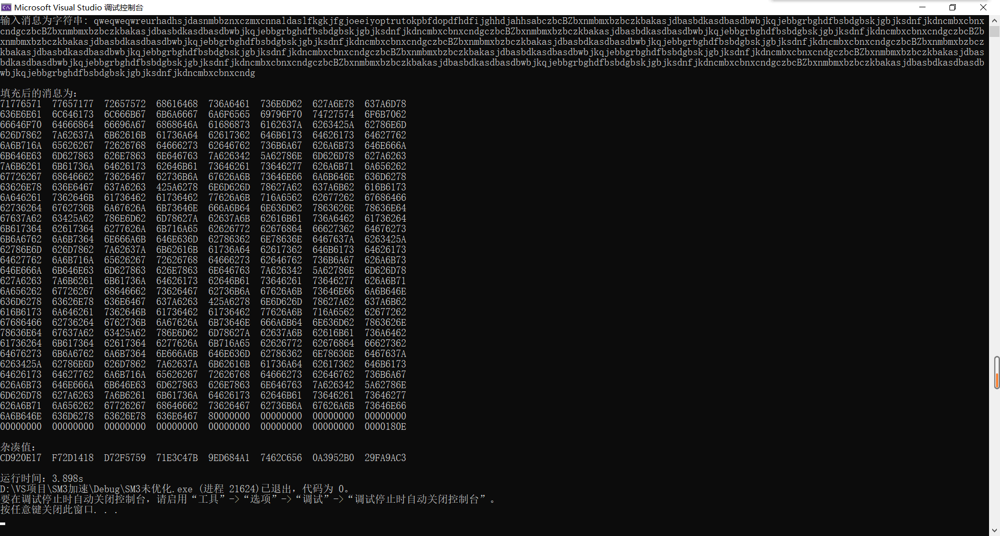 Microsoft Visual Studio 调试控制台
输入消息为字符串: qweqweqwreurhadhsjdasnmbbznxczmxcnnaldaslfkgkjfgjoeeiyoptrutokpbfdopdfhdfijghhdjahhsabczbcBZbxnmbmxbzbczkbakasjdbasbdkasdbasdbwbjkqjebbgrbghdfbsbdgbskjgbjksdnfjkdncmbxcbnx
cndgczbcBZbxnmbmxbzbczkbakasjdbasbdkasdbasdbwbjkqjebbgrbghdfbsbdgbskjgbjksdnfjkdncmbxcbnxcndgczbcBZbxnmbmxbzbczkbakasjdbasbdkasdbasdbwbjkqjebbgrbghdfbsbdgbskjgbjksdnfjkdncmbxcbnxcndgczbcBZb
xnmbmxbzbczkbakasjdbasbdkasdbasdbwbjkqjebbgrbghdfbsbdgbskjgbjksdnfjkdncmbxcbnxcndgczbcBZbxnmbmxbzbczkbakasjdbasbdkasdbasdbwbjkqjebbgrbghdfbsbdgbskjgbjksdnfjkdncmbxcbnxcndgczbcBZbxnmbmxbzbcz
kbakasjdbasbdkasdbasdbwbjkqjebbgrbghdfbsbdgbskjgbjksdnfjkdncmbxcbnxcndgczbcBZbxnmbmxbzbczkbakasjdbasbdkasdbasdbwbjkqjebbgrbghdfbsbdgbskjgbjksdnfjkdncmbxcbnxcndgczbcBZbxnmbmxbzbczkbakasjdbas
bdkasdbasdbwbjkqjebbgrbghdfbsbdgbskjgbjksdnfjkdncmbxcbnxcndgczbcBZbxnmbmxbzbczkbakasjdbasbdkasdbasdbwbjkqjebbgrbghdfbsbdgbskjgbjksdnfjkdncmbxcbnxcndgczbcBZbxnmbmxbzbczkbakasjdbasbdkasdbasdb
wbjkqjebbgrbghdfbsbdgbskjgbjksdnfjkdncmbxcbnxcndg
填充后的消息为:
71776571 77657177 72657572 68616468 736A6461 736E6D62 627A6E78 637A6D78
636E6E61 6C646173 6C666B67 6B6A6667 6A6F6565 69796F70 74727574 6F6B7062
66646F70 64666864 66696A67 6868646A 61686873 6162637A 6263425A 62786E6D
626D7862 7A62637A 6B62616B 61736A64 62617362 646B6173 64626173 64627762
6A6B716A 65626267 72626768 64666273 62646762 736B6A67 626A6B73 646E666A
6B646E63 6D627863 626E7863 6E646763 7A626342 5A62786E 6D626D78 627A6263
7A6B6261 6B61736A 64626173 62646B61 73646261 73646277 626A6B71 6A656262
67726267 68646662 73626467 62736B6A 67626A6B 73646E66 6A6B646E 636D6278
63626E78 636E6467 637A6263 425A6278 6E6D626D 78627A62 637A6B62 616B6173
6A646261 7362646B 61736462 61736462 77626A6B 716A6562 62677262 67686466
62736264 6762736B 6A67626A 6B73646E 666A6B64 6E636D62 7863626E 78636E64
67637A62 63425A62 786E6D62 6D78627A 62637A6B 62616B61 736A6462 61736264
6B617364 62617364 6277626A 6B716A65 62626772 62676864 66627362 64676273
6B6A6762 6A6B7364 6E666A6B 646E636D 62786362 6E78636E 6467637A 6263425A
62786E6D 626D7862 7A62637A 6B62616B 61736A64 62617362 646B6173 64626173
64627762 6A6B716A 65626267 72626768 64666273 62646762 736B6A67 626A6B73
646E666A 6B646E63 6D627863 626E7863 6E646763 7A626342 5A62786E 6D626D78
627A6263 7A6B6261 6B61736A 64626173 62646B61 73646261 73646277 626A6B71
6A656262 67726267 68646662 73626467 62736B6A 67626A6B 73646E66 6A6B646E
636D6278 63626E78 636E6467 637A6263 425A6278 6E6D626D 78627A62 637A6B62
616B6173 6A646261 7362646B 61736462 61736462 77626A6B 716A6562 62677262
67686466 62736264 6762736B 6A67626A 6B73646E 666A6B64 6E636D62 7863626E
78636E64 67637A62 63425A62 786E6D62 6D78627A 62637A6B 62616B61 736A6462
61736264 6B617364 62617364 6277626A 6B716A65 62626772 62676864 66627362
64676273 6B6A6762 6A6B7364 6E666A6B 646E636D 62786362 6E78636E 6467637A
6263425A 62786E6D 626D7862 7A62637A 6B62616B 61736A64 62617362 646B6173
64626173 64627762 6A6B716A 65626267 72626768 64666273 62646762 736B6A67
626A6B73 646E666A 6B646E63 6D627863 626E7863 6E646763 7A626342 5A62786E
6D626D78 627A6263 7A6B6261 6B61736A 64626173 62646B61 73646261 73646277
626A6B71 6A656262 67726267 68646662 73626467 62736B6A 67626A6B 73646E66
6A6B646E 636D6278 63626E78 636E6467 80000000 00000000 00000000 00000000
00000000 00000000 00000000 00000000 00000000 00000000 00000000 0000180E
杂凑值:
CD920E17 F72D1418 D72F5759 71E3C47B 9ED684A1 7462C656 0A3952B0 29FA9AC3
运行时间: 3.898s
D:\VS项目\SM3加速\Debug\SM3未优化.exe (进程 21624)已退出，代码为 0。
要在调试停止时自动关闭控制台，请启用“工具”->“选项”->“调试”->“调试停止时自动关闭控制台”。
按任意键关闭此窗口. . .